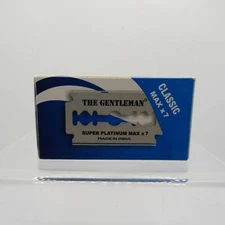 THE GENTLEMAN
SUPER PLATINUM MAX x 7
MADE IN INDIA
CLASSIC
MAX x 7